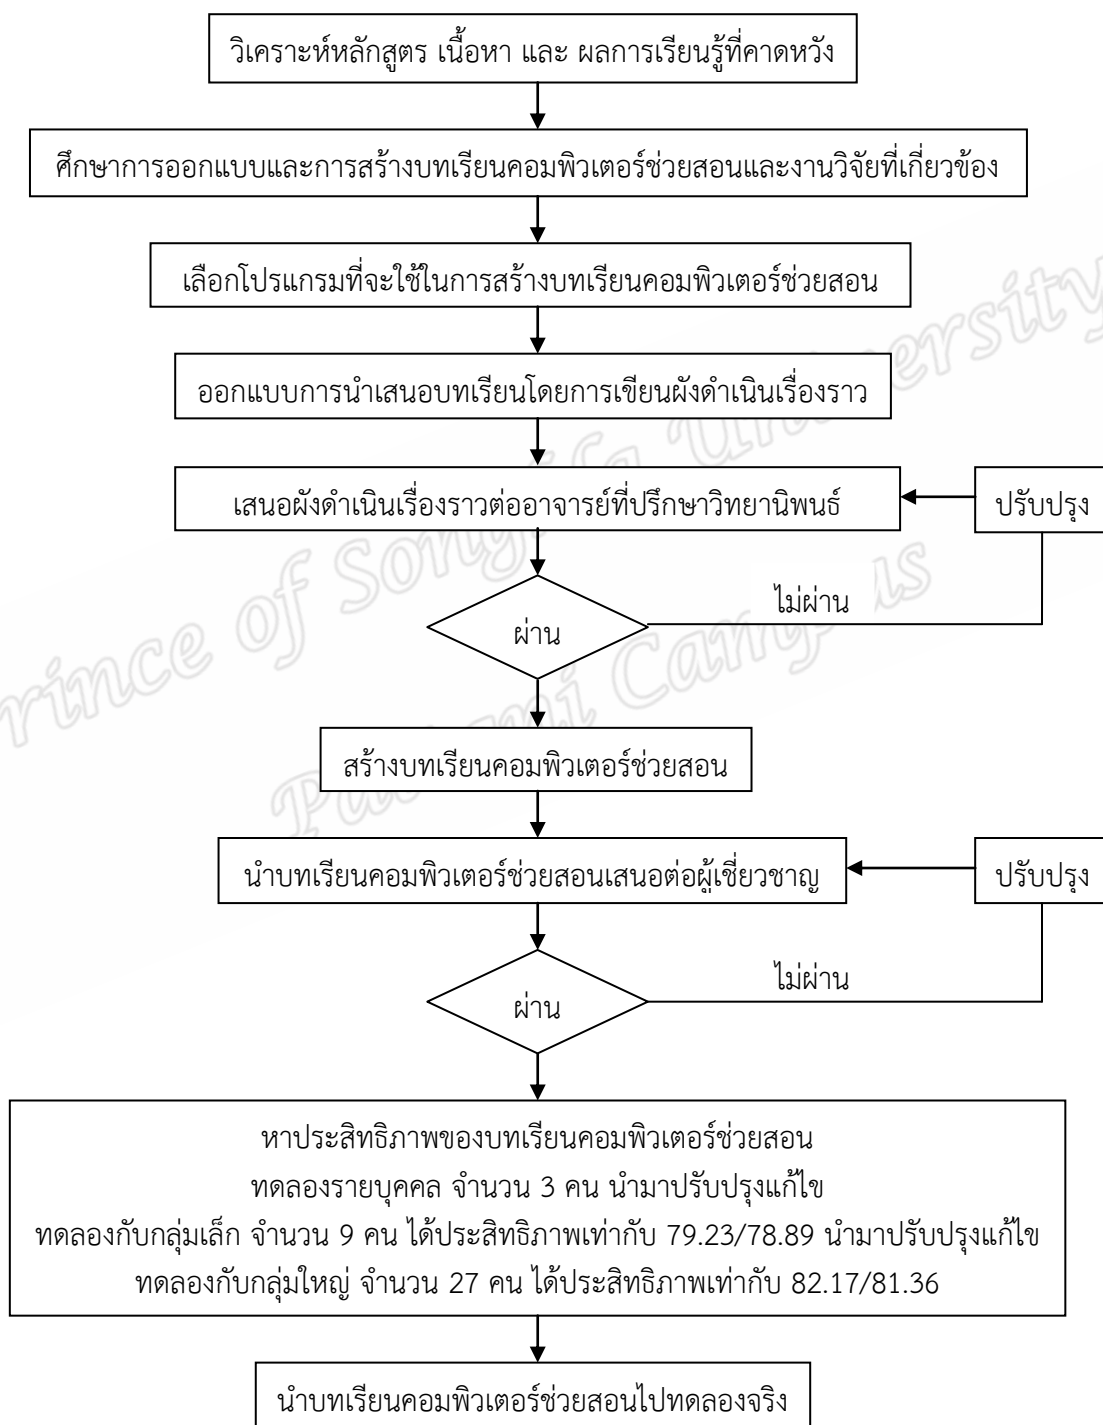 วิเคราะห์หลักสูตร เนื้อหา และ ผลการเรียนรู้ที่คาดหวัง
ศึกษาการออกแบบและการสร้างบทเรียนคอมพิวเตอร์ช่วยสอนและงานวิจัยที่เกี่ยวข้อง
เลือกโปรแกรมที่จะใช้ในการสร้างบทเรียนคอมพิวเตอร์ช่วยสอน
ออกแบบการนำเสนอบทเรียนโดยการเขียนผังดำเนินเรื่องราว
เสนอผังดำเนินเรื่องราวต่ออาจารย์ที่ปรึกษาวิทยานิพนธ์
ปรับปรุง
ไม่ผ่าน
ผ่าน
สร้างบทเรียนคอมพิวเตอร์ช่วยสอน
นำบทเรียนคอมพิวเตอร์ช่วยสอนเสนอต่อผู้เชี่ยวชาญ
ปรับปรุง
ไม่ผ่าน
ผ่าน
หาประสิทธิภาพของบทเรียนคอมพิวเตอร์ช่วยสอน
ทดลองรายบุคคล จำนวน 3 คน นำมาปรับปรุงแก้ไข
ทดลองกับกลุ่มเล็ก จำนวน 9 คน ได้ประสิทธิภาพเท่ากับ 79.23/78.89 นำมาปรับปรุงแก้ไข
ทดลองกับกลุ่มใหญ่ จำนวน 27 คน ได้ประสิทธิภาพเท่ากับ 82.17/81.36
นำบทเรียนคอมพิวเตอร์ช่วยสอนไปทดลองจริง
Prince of Songkla University
Pattani Campus